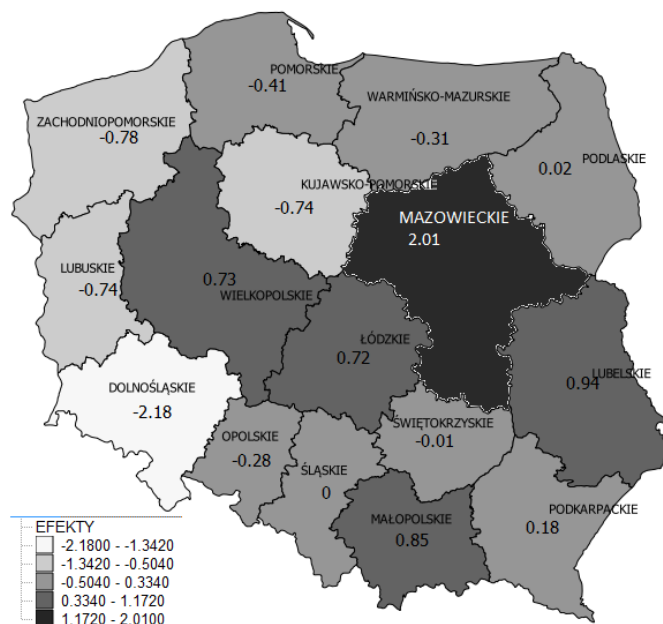 POMORSKIE
-0.41
WARMIŃSKO-MAZURSKIE
-0.31
ZACHODNIOPOMORSKIE
-0.78
PODLASKIE
0.02
KUJAWSKO-POMORSKIE
-0.74
MAZOWIECKIE
2.01
LUBUSKIE
-0.74
0.73
WIELKOPOLSKIE
ŁÓDZKIE
0.72
LUBELSKIE
0.94
DOLNOŚLĄSKIE
-2.18
ŚWIĘTOKRZYSKIE
-0.01
OPOLSKIE
-0.28
ŚLĄSKIE
0
MAŁOPOLSKIE
0.85
PODKARPACKIE
0.18
EFEKTY
-2.1800 - -1.3420
-1.3420 - -0.5040
-0.5040 - 0.3340
0.3340 - 1.1720
1.1720 - 2.0100